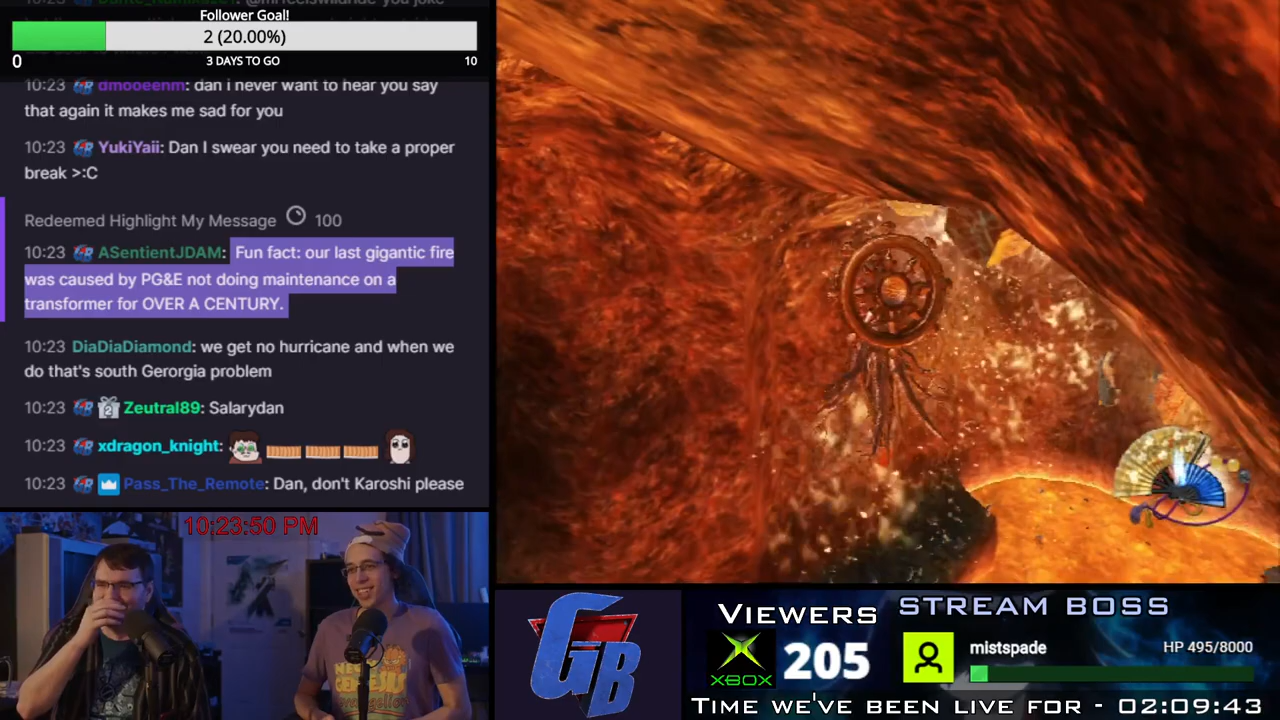 Follower Goal!
2 (20.00%)
0 3 DAYS TO GO 10
10:23 dmooeenm: dan i never want to hear you say
that again it makes me sad for you
10:23 YukiYaii: Dan I swear you need to take a proper
break >:C
Redeemed Highlight My Message 100
10:23 ASentientJDAM: Fun fact: our last gigantic fire
was caused by PG&E not doing maintenance on a
transformer for OVER A CENTURY.
10:23 DiaDiaDiamond: we get no hurricane and when we
do that's south Gerorgia problem
10:23 2 Zeutral89: Salarydan
10:23 xdragon_knight:
10:23 Pass_The_Remote: Dan, don't Karoshi please
10:23:50 PM
GB
VIEWERS
XBOX
205
STREAM BOSS
mistspade HP 495/8000
TIME WE'VE BEEN LIVE FOR - 02:09:43